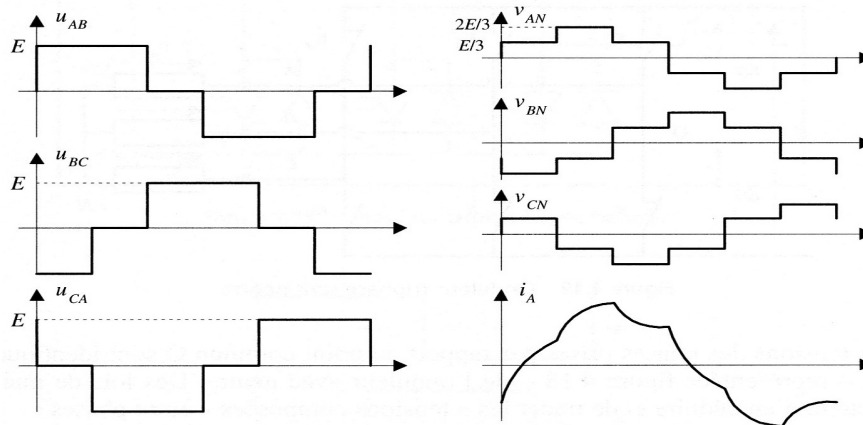 u_AB
E
u_BC
E
u_CA
E
v_AN
2E/3
E/3
v_BN
v_CN
i_A